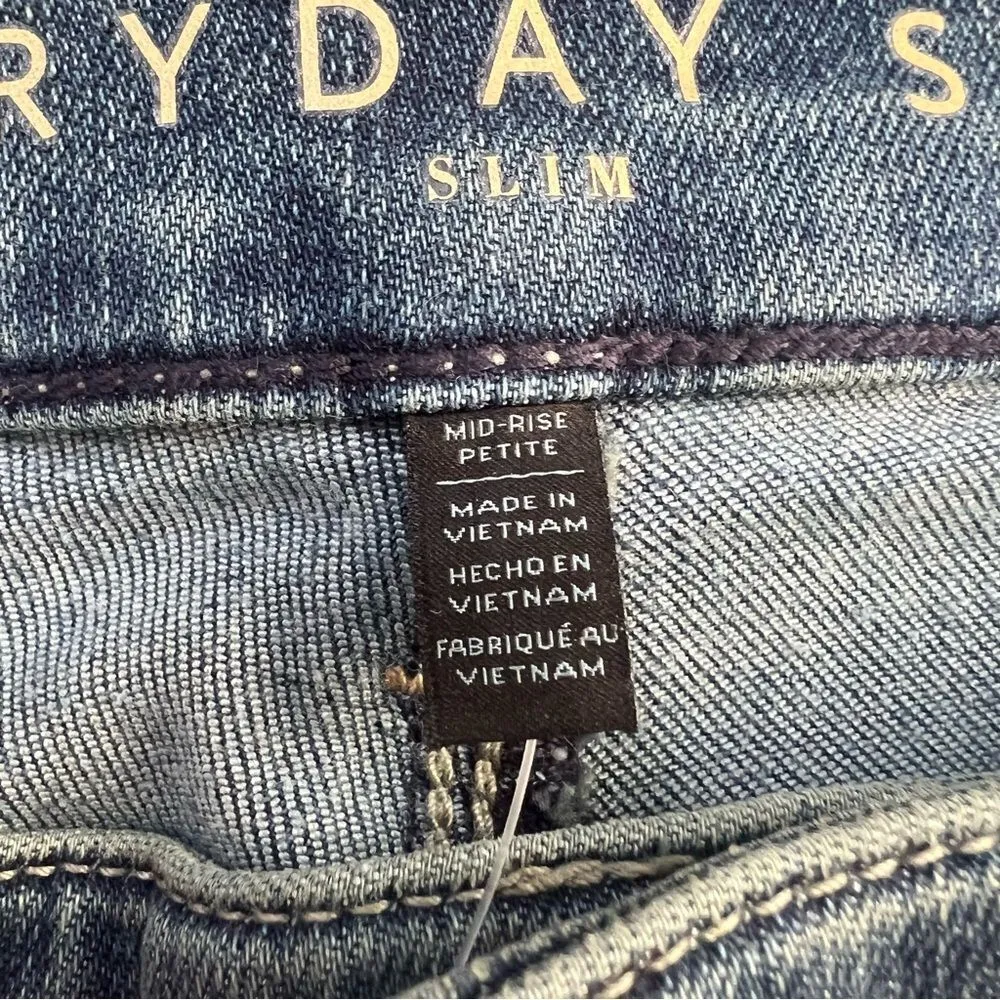 RYDAY S
SLIM
MID-RISE
PETITE
MADE IN
VIETNAM
HECHO EN
VIETNAM
FABRIQUÉ AU
VIETNAM